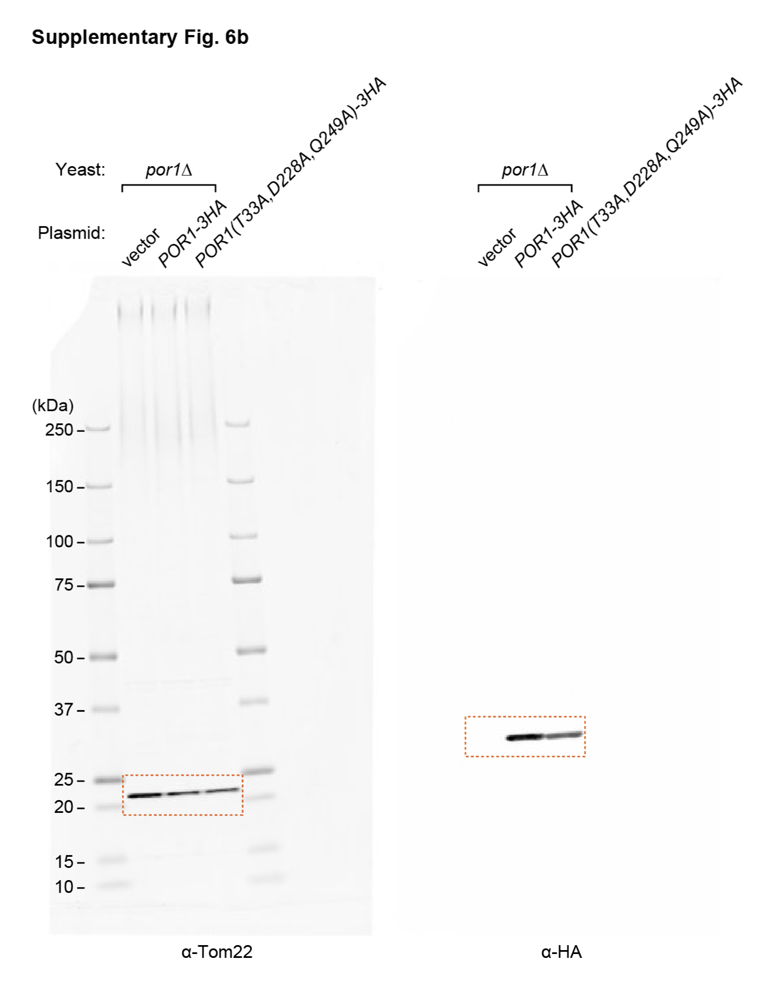 Supplementary Fig. 6b
Yeast:
por1Δ
Plasmid:
vector
POR1-3HA
POR1(T33A,D228A,Q249A)-3HA
por1Δ
vector
POR1-3HA
POR1(T33A,D228A,Q249A)-3HA
(kDa)
250
150
100
75
50
37
25
20
15
10
α-Tom22
α-HA